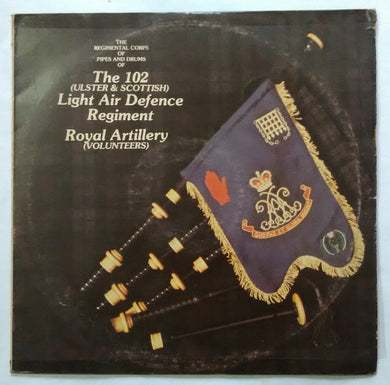 THE
REGIMENTAL CORPS
OF
PIPES AND DRUMS
OF
The 102
(ULSTER & SCOTTISH)
Light Air Defence
Regiment
Royal Artillery
(VOLUNTEERS)